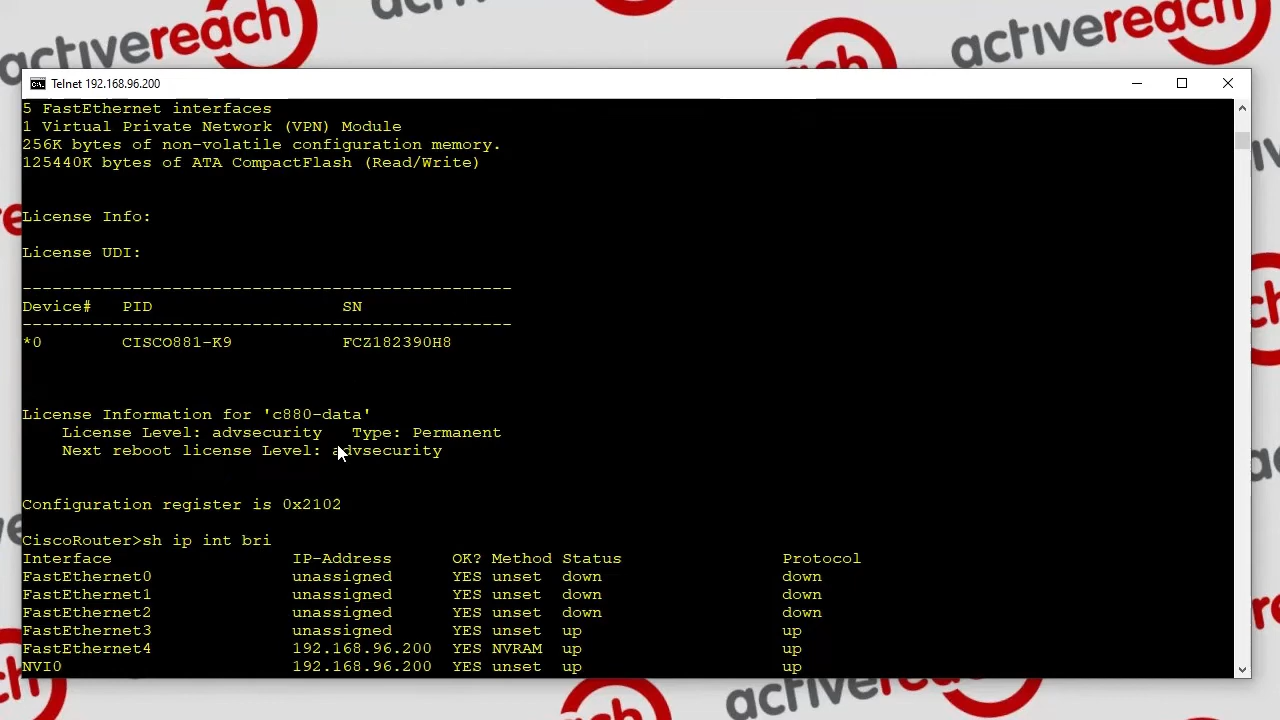 activereach
activereach
Telnet 192.168.96.200
5 FastEthernet interfaces
1 Virtual Private Network (VPN) Module
256K bytes of non-volatile configuration memory.
125440K bytes of ATA CompactFlash (Read/Write)
License Info:
License UDI:
-------------------------------------------------
Device# PID SN
-------------------------------------------------
*0 CISCO881-K9 FCZ182390H8
License Information for 'c880-data'
License Level: advsecurity Type: Permanent
Next reboot license Level: advsecurity
Configuration register is 0x2102
CiscoRouter>sh ip int bri
Interface IP-Address OK? Method Status Protocol
FastEthernet0 unassigned YES unset down down
FastEthernet1 unassigned YES unset down down
FastEthernet2 unassigned YES unset down down
FastEthernet3 unassigned YES unset up up
FastEthernet4 192.168.96.200 YES NVRAM up up
NVI0 192.168.96.200 YES unset up up
activereach